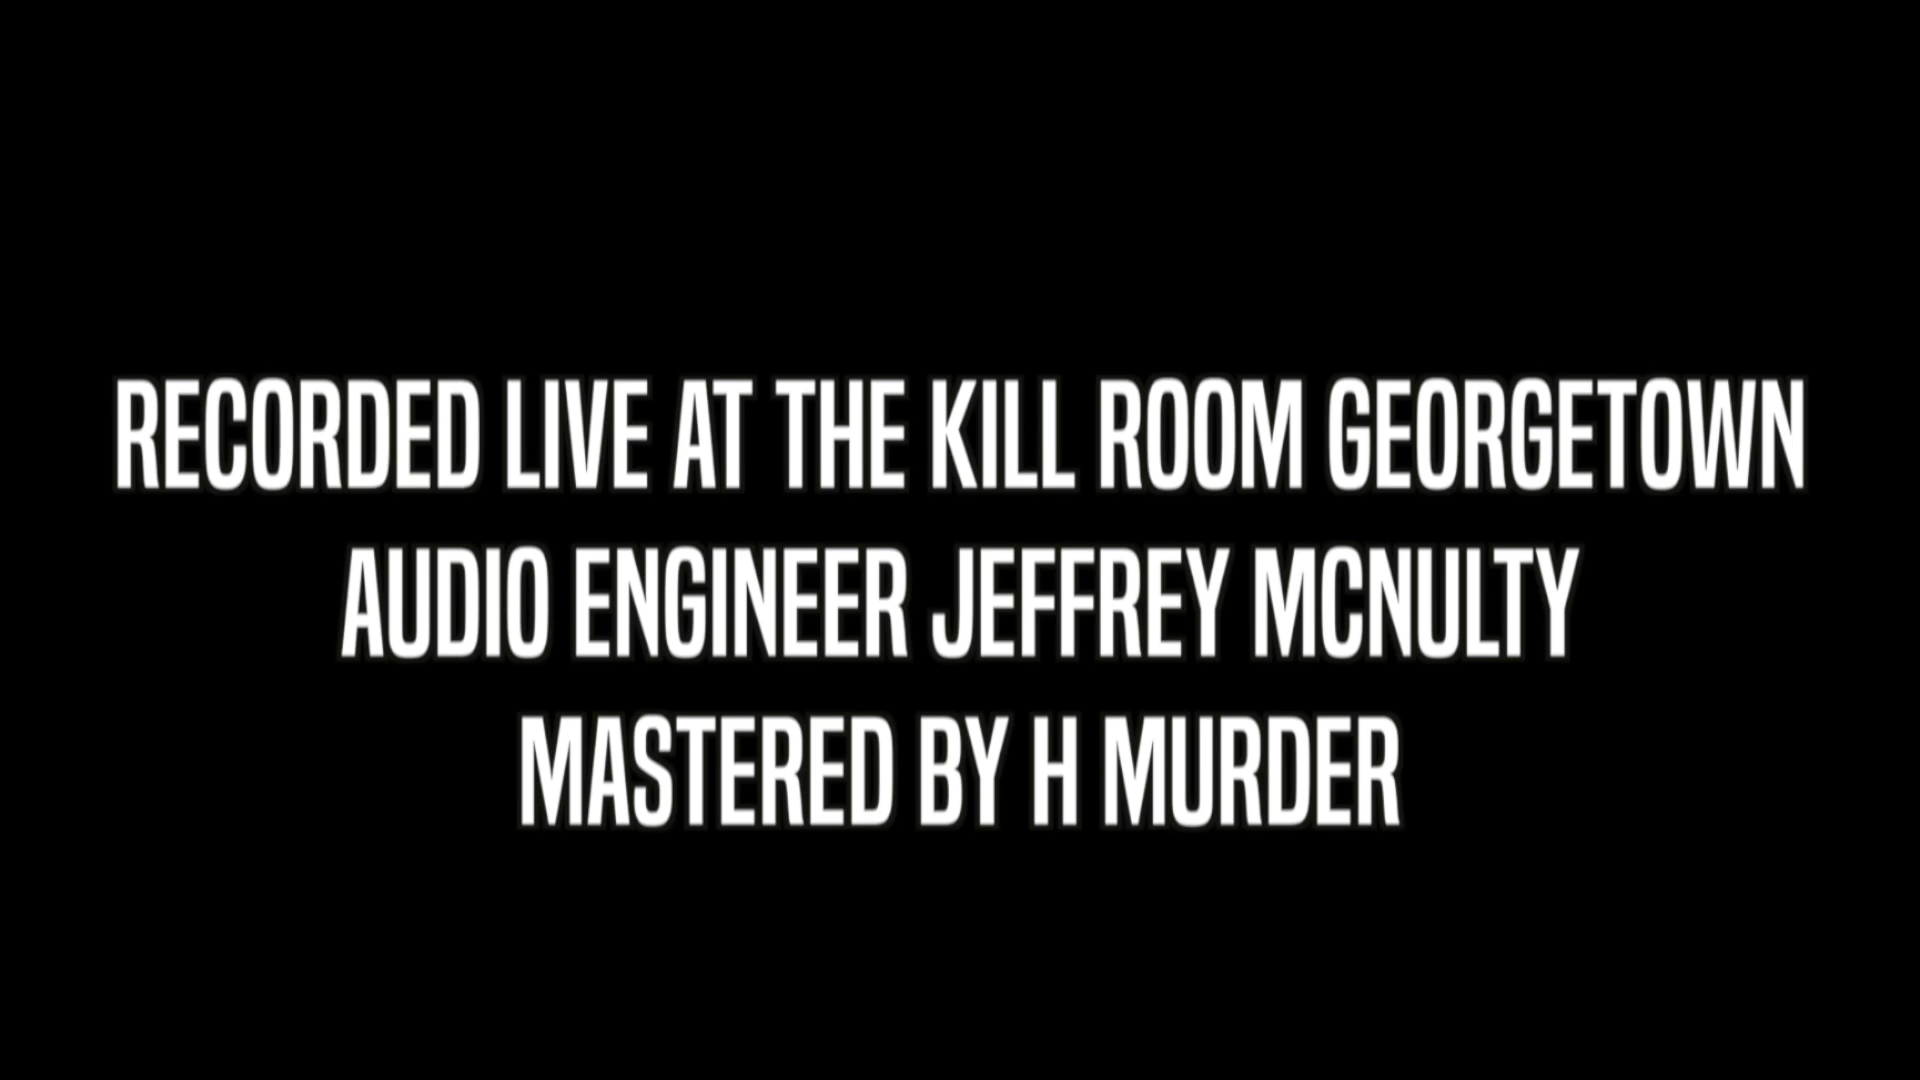 RECORDED LIVE AT THE KILL ROOM GEORGETOWN
AUDIO ENGINEER JEFFREY MCNULTY
MASTERED BY H MURDER